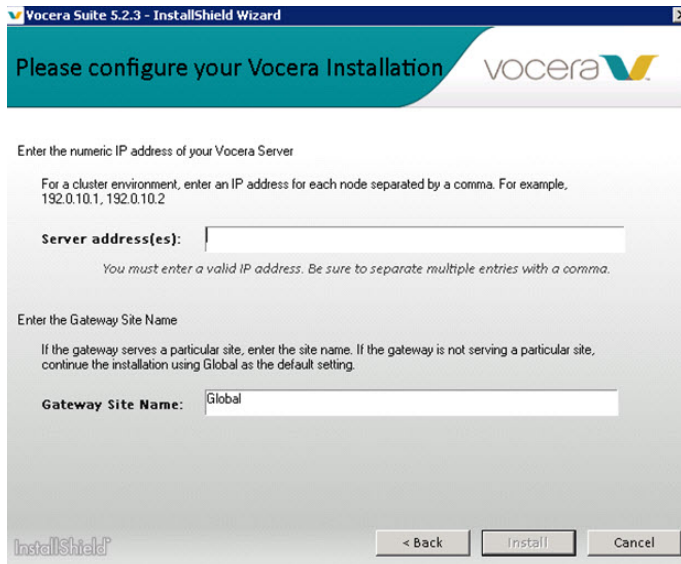 Vocera Suite 5.2.3 - InstallShield Wizard
Please configure your Vocera Installation
vocera
Enter the numeric IP address of your Vocera Server
For a cluster environment, enter an IP address for each node separated by a comma. For example,
192.0.10.1, 192.0.10.2
Server address(es):
You must enter a valid IP address. Be sure to separate multiple entries with a comma.
Enter the Gateway Site Name
If the gateway serves a particular site, enter the site name. If the gateway is not serving a particular site,
continue the installation using Global as the default setting.
Gateway Site Name: Global
InstallShield
< Back Install Cancel